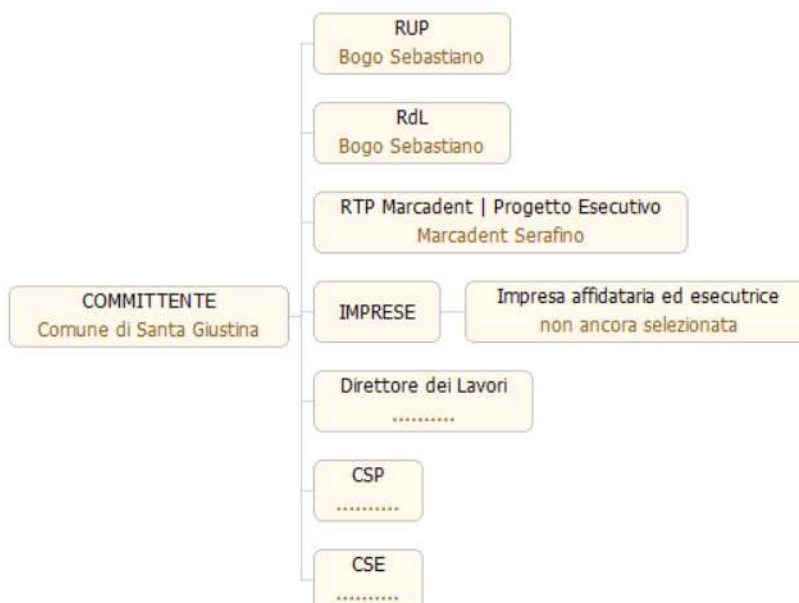 RUP
Bogo Sebastiano
RdL
Bogo Sebastiano
RTP Marcadent | Progetto Esecutivo
Marcadent Serafino
COMMITTENTE
Comune di Santa Giustina
IMPRESE
Impresa affidataria ed esecutrice
non ancora selezionata
Direttore dei Lavori
..........
CSP
..........
CSE
..........